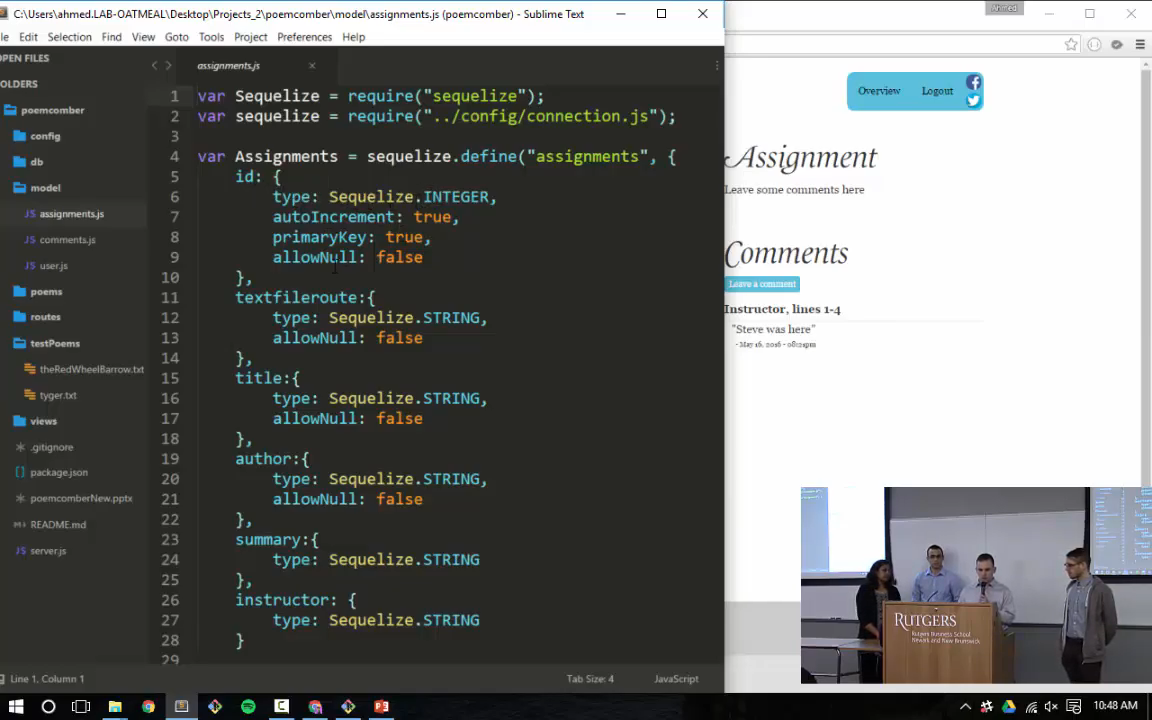 C:\Users\ahmed.LAB-OATMEAL\Desktop\Projects_2\poemcomber\model\assignments.js (poemcomber) - Sublime Text
Ahmed
le Edit Selection Find View Goto Tools Project Preferences Help
OPEN FILES
FOLDERS
poemcomber
config
db
model
JS assignments.js
JS comments.js
JS user.js
poems
routes
testPoems
theRedWheelBarrow.txt
tyger.txt
views
.gitignore
package.json
poemcomberNew.pptx
README.md
JS server.js
assignments.js
1 var Sequelize = require("sequelize");
2 var sequelize = require("../config/connection.js");
3
4 var Assignments = sequelize.define("assignments", {
5 id: {
6 type: Sequelize.INTEGER,
7 autoIncrement: true,
8 primaryKey: true,
9 allowNull: false
10 },
11 textfileroute:{
12 type: Sequelize.STRING,
13 allowNull: false
14 },
15 title:{
16 type: Sequelize.STRING,
17 allowNull: false
18 },
19 author:{
20 type: Sequelize.STRING,
21 allowNull: false
22 },
23 summary:{
24 type: Sequelize.STRING
25 },
26 instructor: {
27 type: Sequelize.STRING
28 }
29
Line 1, Column 1
Tab Size: 4
JavaScript
Overview Logout
Assignment
Leave some comments here
Comments
Leave a comment
Instructor, lines 1-4
"Steve was here"
- May 16, 2016 - 08:24pm
RUTGERS
Rutgers Business School
Newark and New Brunswick
10:48 AM